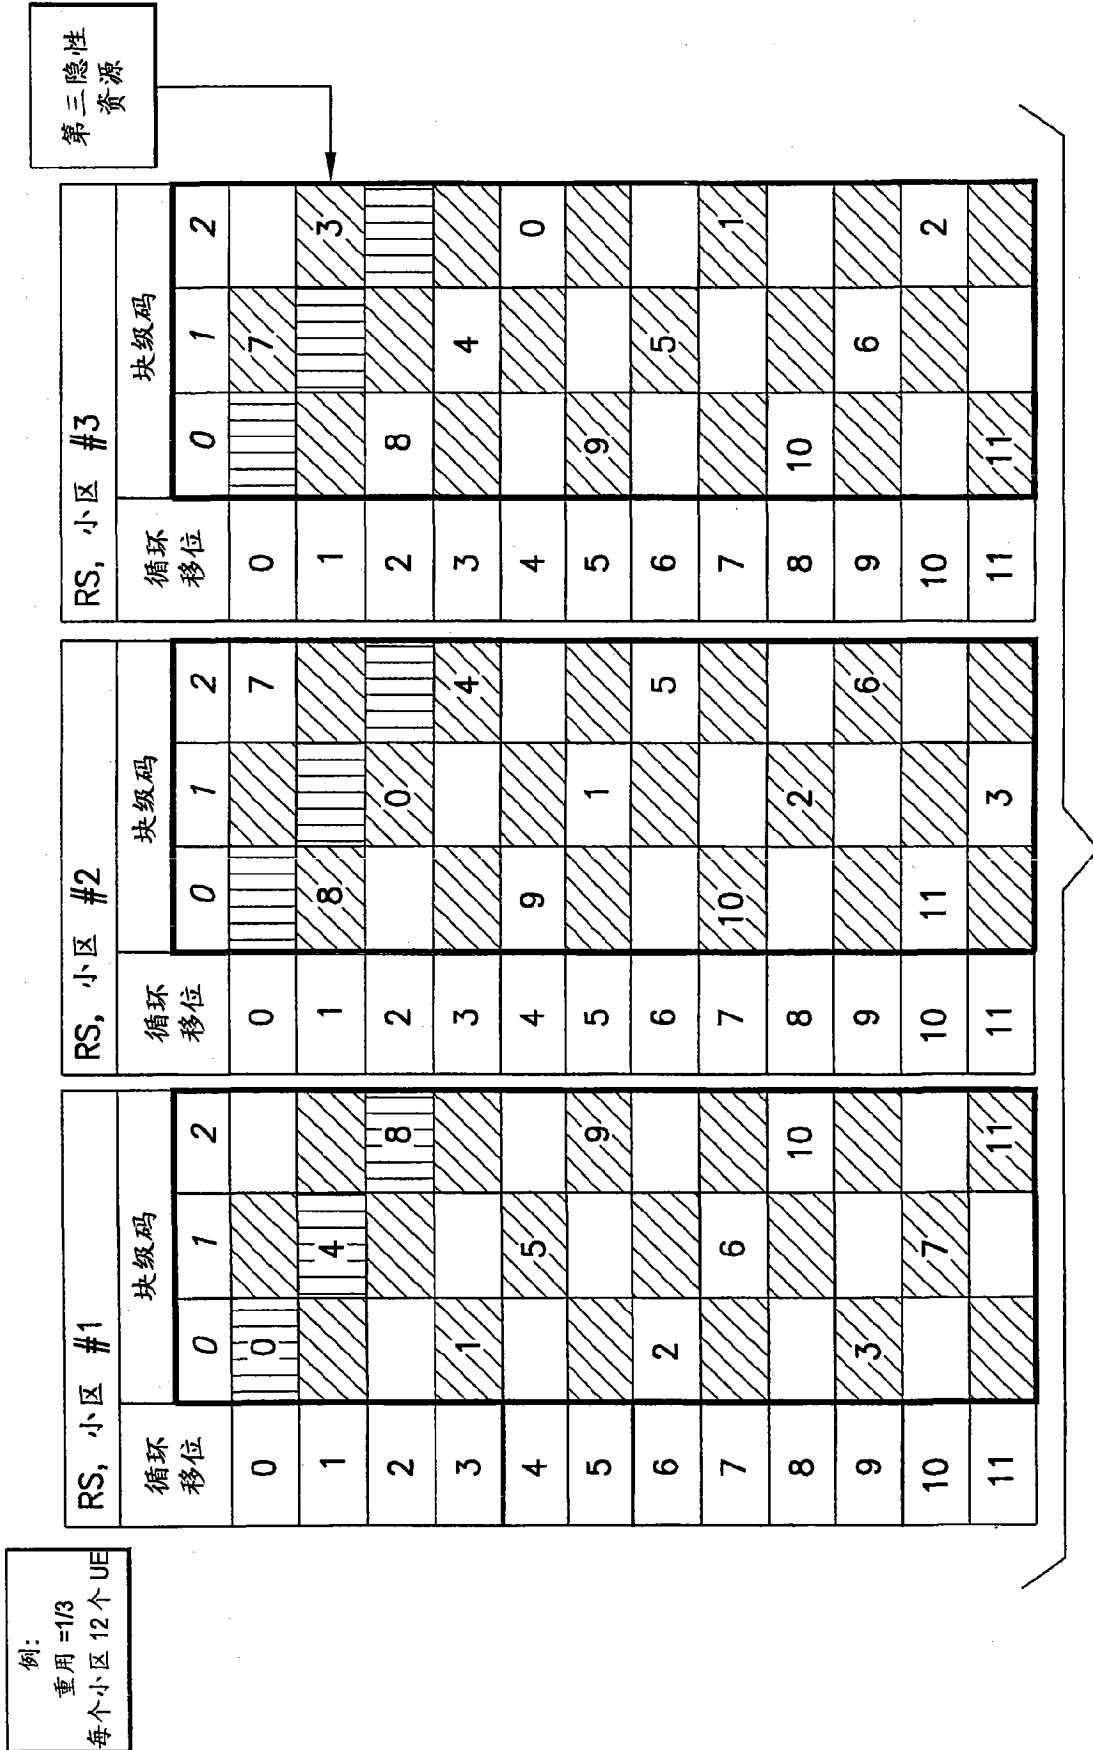 例:
重用 =1/3
每个小区 12个 UE
RS, 小区 #1
循环
移位
块级码
0 1 2
0 0
1 4
2 8
3 1
4 5
5 9
6 2
7 6
8 10
9 3
10 7
11 11
RS, 小区 #2
循环
移位
块级码
0 1 2
0 7
1 8
2 0
3 4
4 9
5 1
6 5
7 10
8 2
9 6
10 11
11 3
RS, 小区 #3
循环
移位
块级码
0 1 2
0 7
1 3
2 8
3 4
4 0
5 9
6 5
7 1
8 10
9 6
10 2
11 11
第三隐性
资源